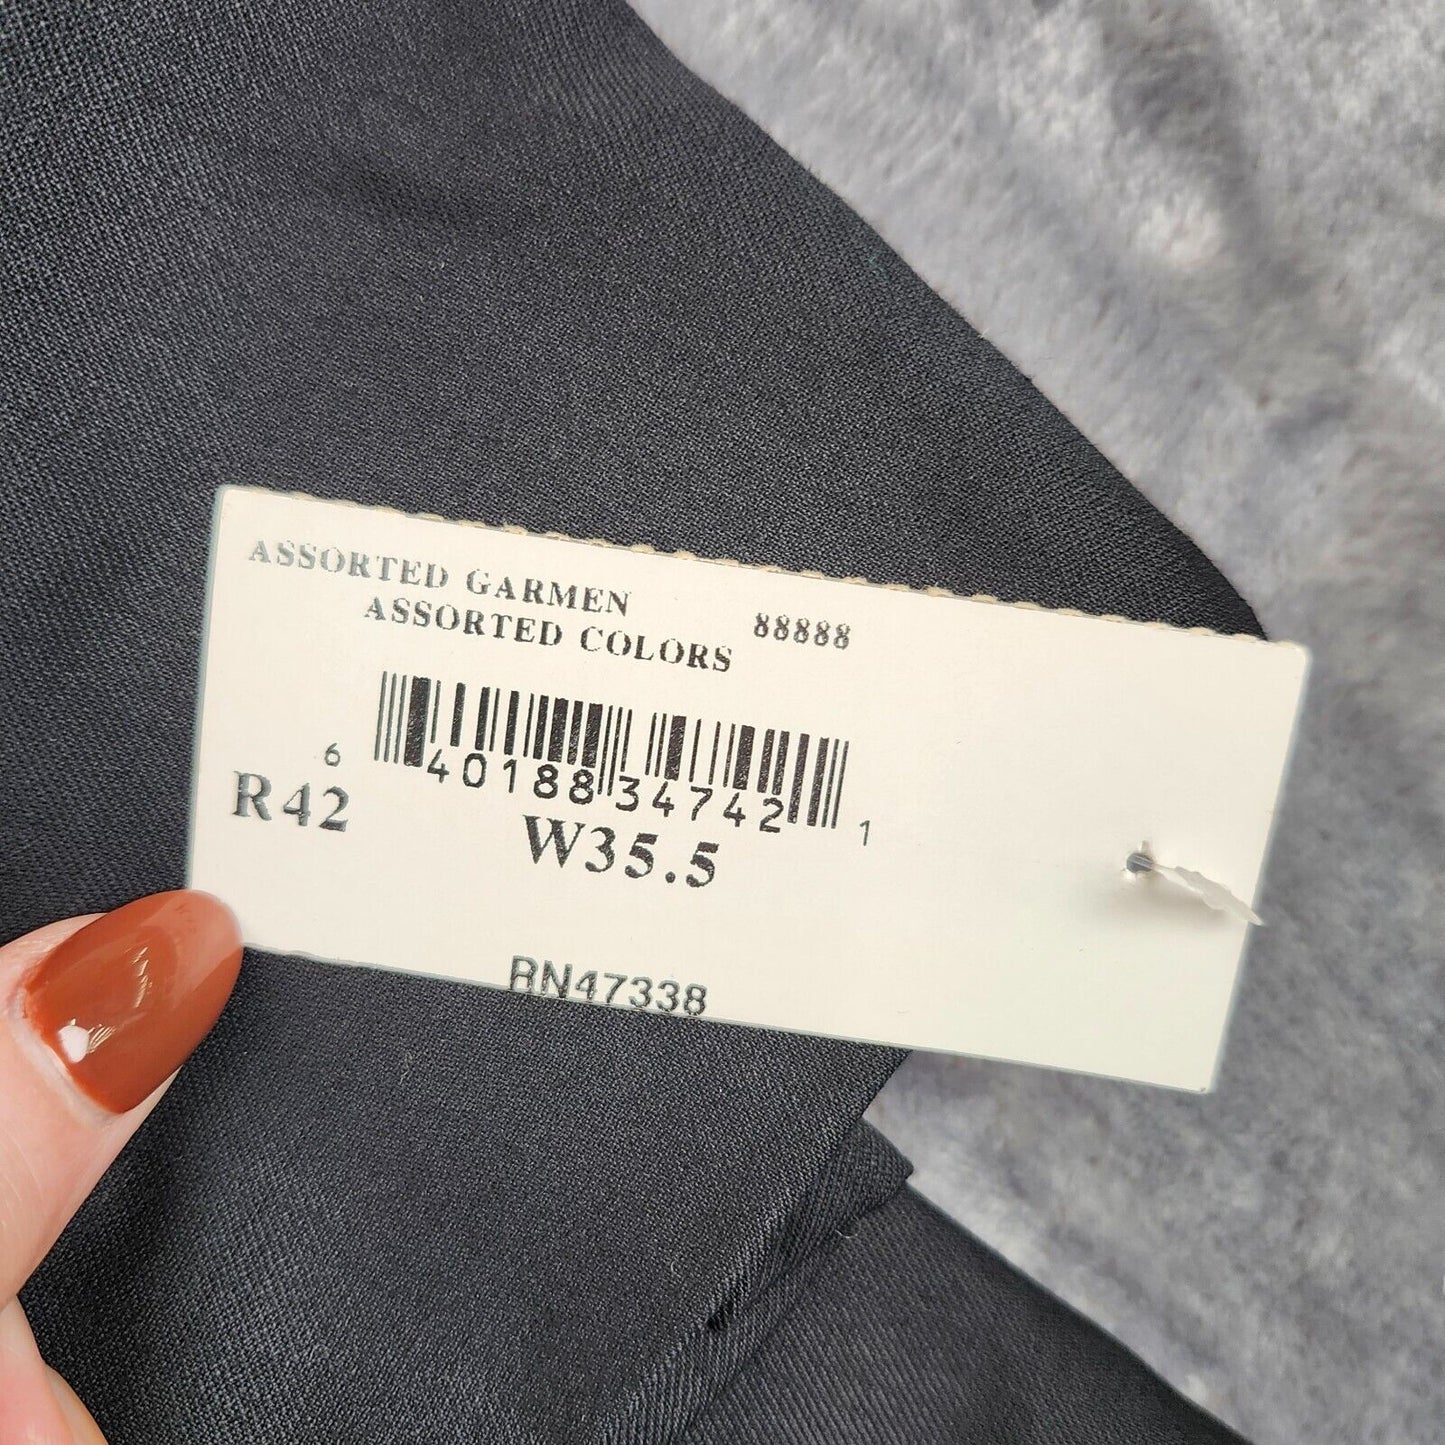 ASSORTED GARMEN 88888
ASSORTED COLORS
6 40188 34742 1
R42 W35.5
RN47338